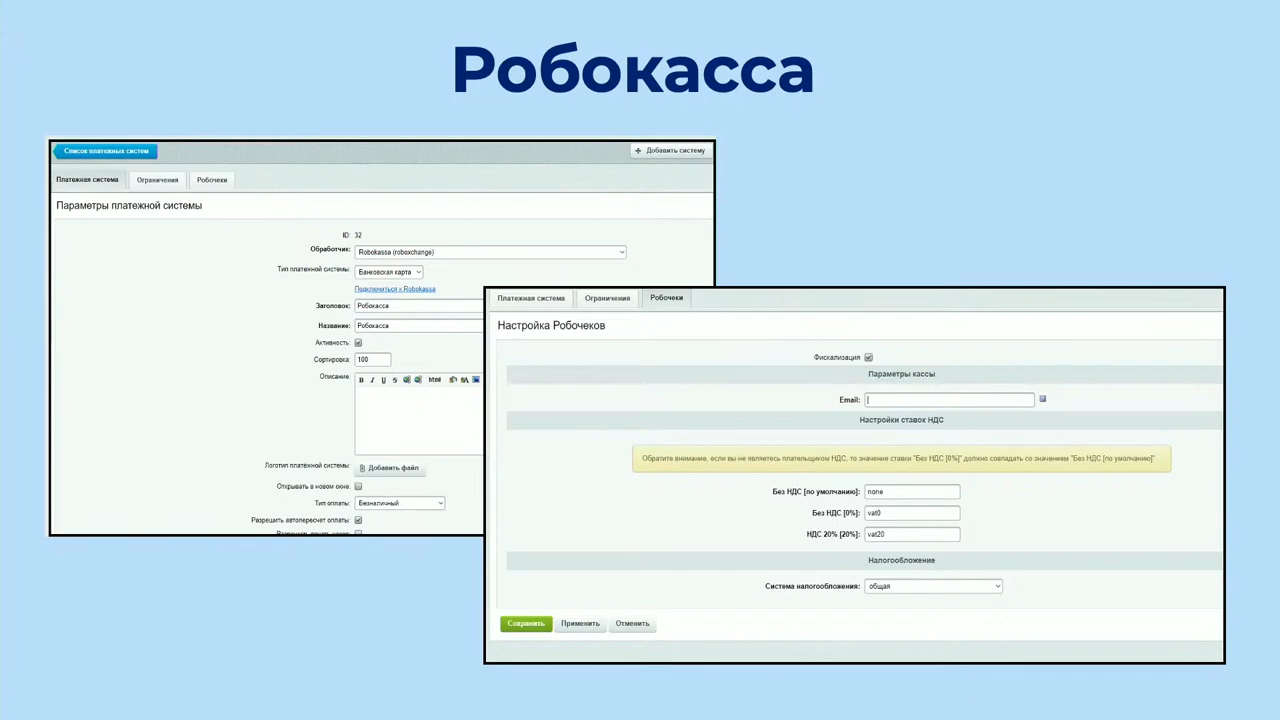 Робокасса
Список платежных систем
+ Добавить систему
Платежная система Ограничения Робочеки
Параметры платежной системы
ID: 32
Обработчик: Robokassa (roboxchange)
Тип платежной системы: Банковская карта
Подключиться к Robokassa
Заголовок: Робокасса
Название: Робокасса
Активность:
Сортировка: 100
Описание:
B I U S html
Логотип платёжной системы: Добавить файл
Открывать в новом окне:
Тип оплаты: Безналичный
Разрешить автопересчет оплаты:
Платежная система Ограничения Робочеки
Настройка Робочеков
Фискализация
Параметры кассы
Email:
Настройки ставок НДС
Обратите внимание, если вы не являетесь плательщиком НДС, то значение ставки "Без НДС [0%]" должно совпадать со значением "Без НДС [по умолчанию]"
Без НДС [по умолчанию]: none
Без НДС [0%]: vat0
НДС 20% [20%]: vat20
Налогообложение
Система налогообложения: общая
Сохранить Применить Отменить